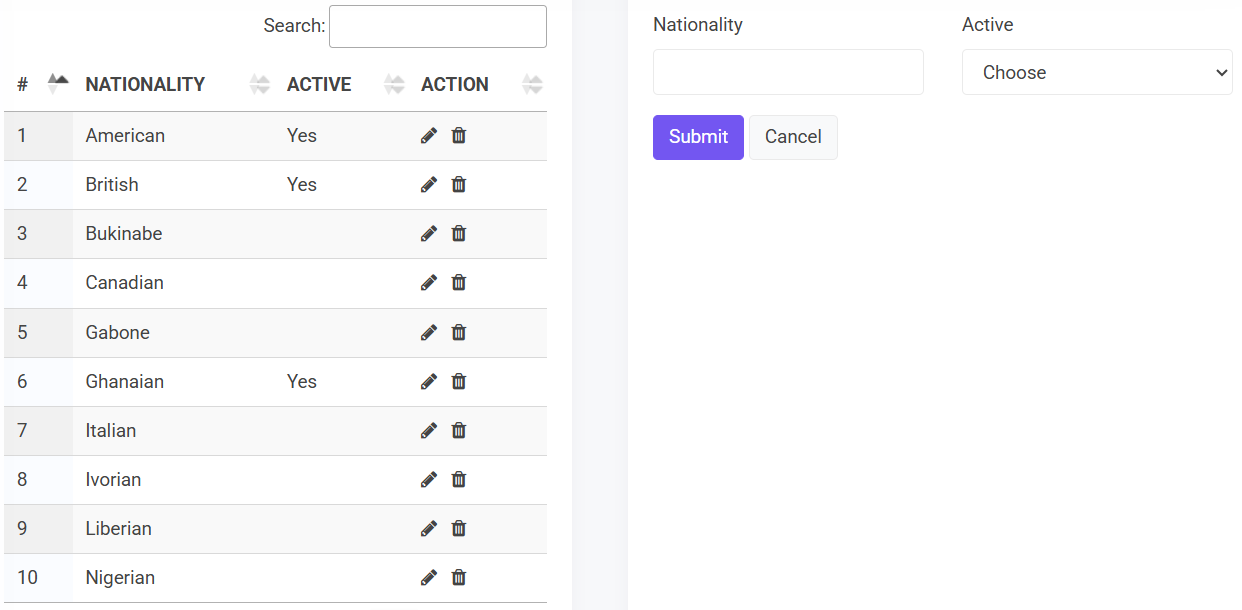 Search:
# NATIONALITY ACTIVE ACTION
1 American Yes
2 British Yes
3 Bukinabe
4 Canadian
5 Gabone
6 Ghanaian Yes
7 Italian
8 Ivorian
9 Liberian
10 Nigerian
Nationality Active
Choose
Submit Cancel